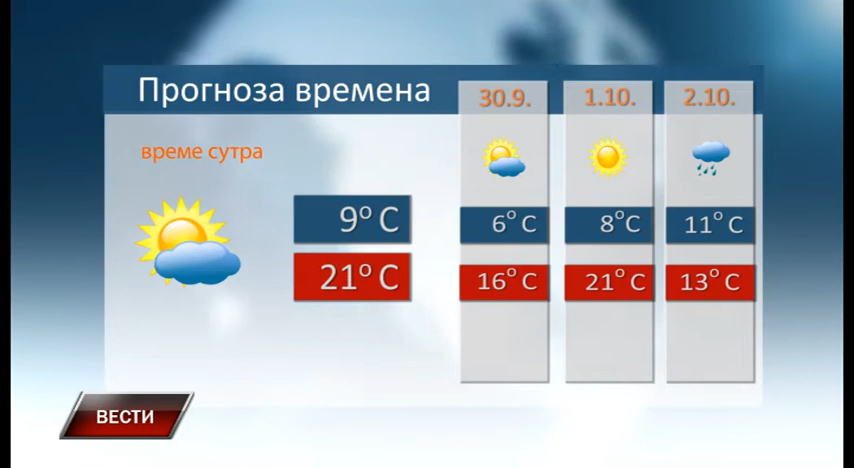 Прогноза времена
време сутра
9° C
21° C
30.9.
1.10.
2.10.
6° C
8°C
11° C
16° C
21° C
13° C
ВЕСТИ